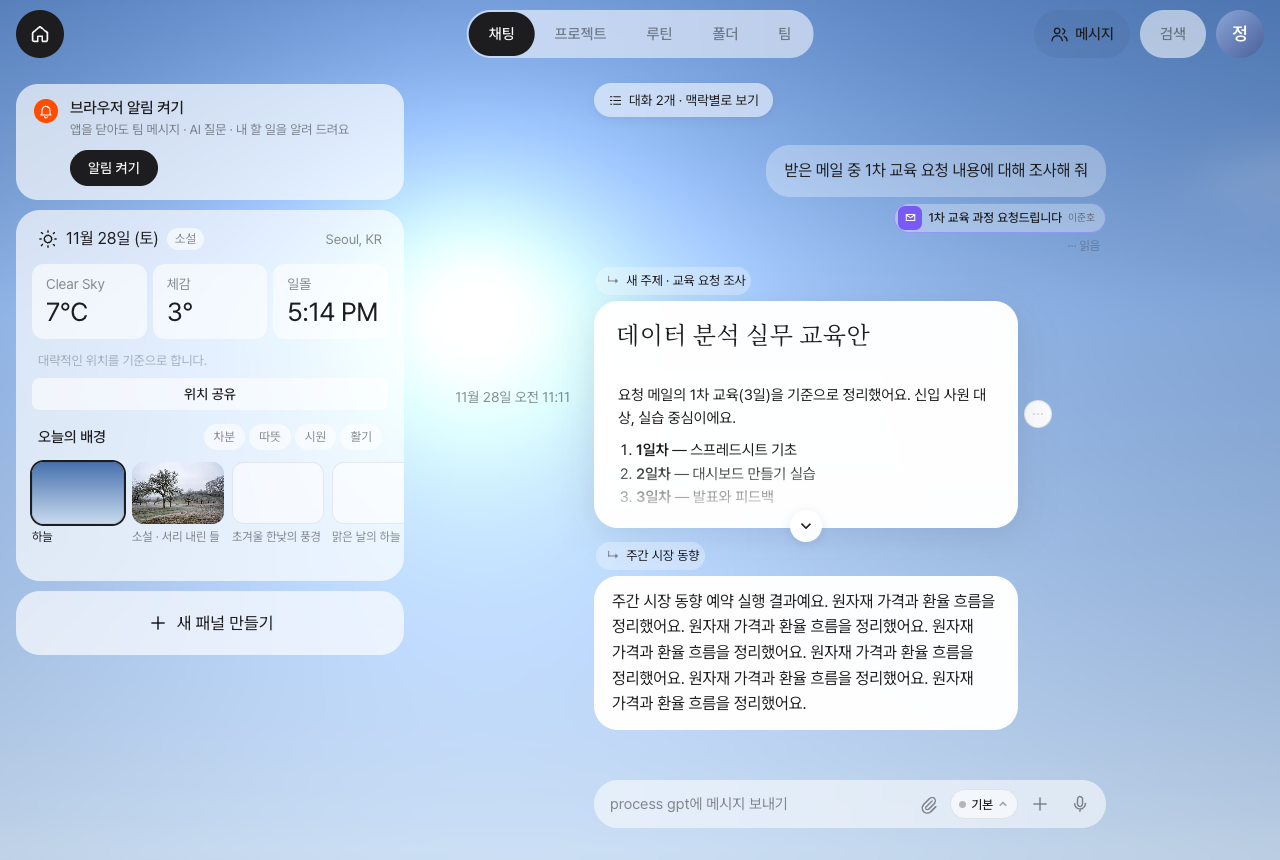 채팅
프로젝트
루틴
폴더
팀
메시지
검색
정
브라우저 알림 켜기
앱을 닫아도 팀 메시지 · AI 질문 · 내 할 일을 알려 드려요
알림 켜기
11월 28일 (토)
소설
Seoul, KR
Clear Sky
7°C
체감
3°
일몰
5:14 PM
대략적인 위치를 기준으로 합니다.
위치 공유
오늘의 배경
차분
따뜻
시원
활기
하늘
소설 · 서리 내린 들
초겨울 한낮의 풍경
맑은 날의 하늘
새 패널 만들기
대화 2개 · 맥락별로 보기
받은 메일 중 1차 교육 요청 내용에 대해 조사해 줘
1차 교육 과정 요청드립니다 이준호
읽음
새 주제 · 교육 요청 조사
11월 28일 오전 11:11
데이터 분석 실무 교육안
요청 메일의 1차 교육(3일)을 기준으로 정리했어요. 신입 사원 대
상, 실습 중심이에요.
1. 1일차 — 스프레드시트 기초
2. 2일차 — 대시보드 만들기 실습
3. 3일차 — 발표와 피드백
주간 시장 동향
주간 시장 동향 예약 실행 결과예요. 원자재 가격과 환율 흐름을
정리했어요. 원자재 가격과 환율 흐름을 정리했어요. 원자재
가격과 환율 흐름을 정리했어요. 원자재 가격과 환율 흐름을
정리했어요. 원자재 가격과 환율 흐름을 정리했어요. 원자재
가격과 환율 흐름을 정리했어요.
process gpt에 메시지 보내기
기본